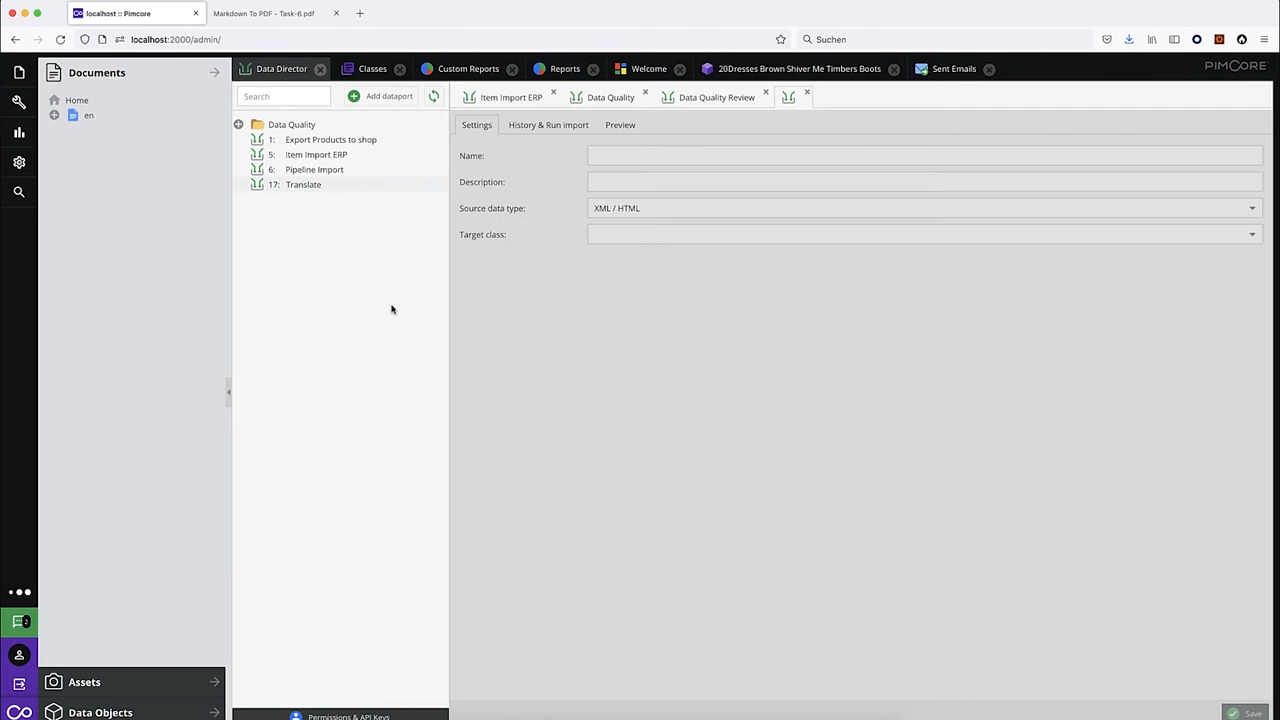 localhost :: Pimcore
Markdown To PDF - Task-6.pdf
localhost:2000/admin/
Suchen
Documents
Home
en
Assets
Data Objects
2
Data Director
Classes
Custom Reports
Reports
Welcome
20Dresses Brown Shiver Me Timbers Boots
Sent Emails
PIMCORE
Search
Add dataport
Data Quality
1: Export Products to shop
5: Item Import ERP
6: Pipeline Import
17: Translate
Permissions & API Keys
Item Import ERP
Data Quality
Data Quality Review
Settings
History & Run import
Preview
Name:
Description:
Source data type: XML / HTML
Target class:
Save